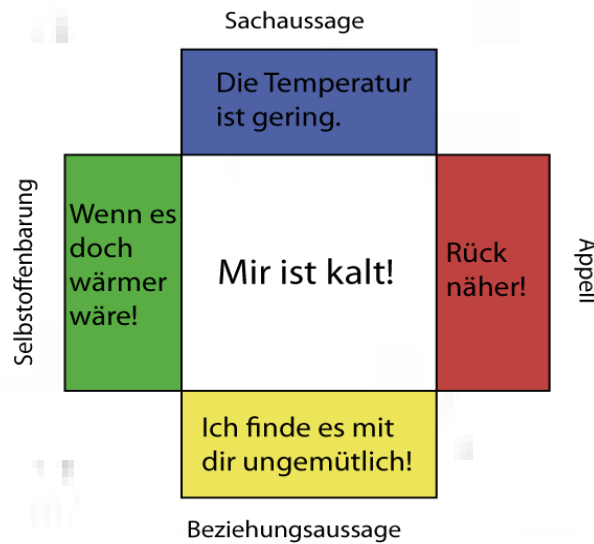 Sachaussage
Die Temperatur
ist gering.
Selbstoffenbarung
Wenn es
doch
wärmer
wäre!
Mir ist kalt!
Rück
näher!
Appell
Ich finde es mit
dir ungemütlich!
Beziehungsaussage